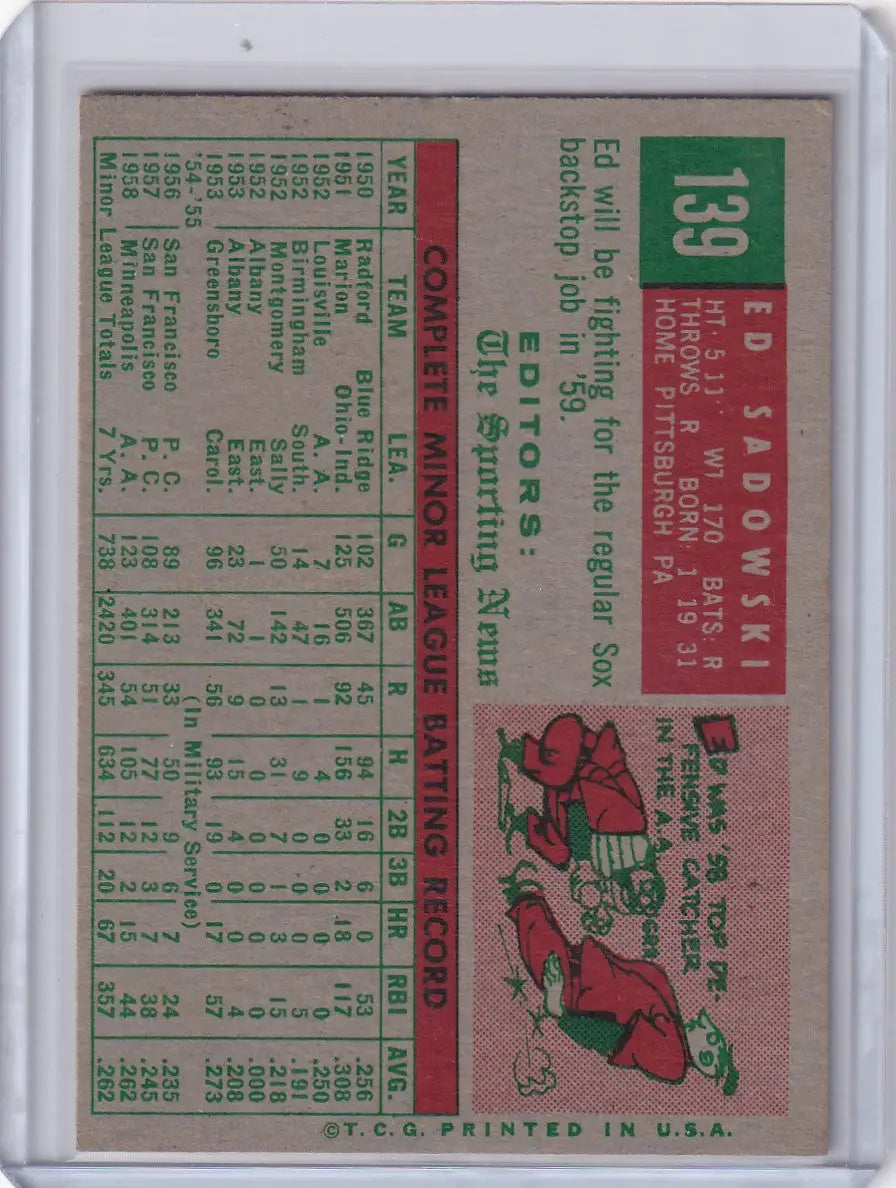 139
ED SADOWSKI
HT. 5'11" WT 170 BATS: R
THROWS R BORN: 1 19 31
HOME PITTSBURGH PA
Ed will be fighting for the regular Sox
backstop job in '59.
EDITORS:
The Sporting News
ED WAS '58 TOP DE-
FENSIVE CATCHER
IN THE A.A.
GRR
COMPLETE MINOR LEAGUE BATTING RECORD
YEAR TEAM LEA. G AB R H 2B 3B HR RBI AVG.
1950 Radford Blue Ridge 102 367 45 94 16 6 0 53 .256
1951 Marion Ohio-Ind. 125 506 92 156 33 2 18 117 .308
1952 Louisville A. A. 7 16 1 4 0 0 0 0 .250
1952 Birmingham South. 14 47 1 9 0 0 0 5 .191
1952 Montgomery Sally 50 142 13 31 7 1 3 15 .218
1952 Albany East. 1 1 0 0 0 0 0 0 .000
1953 Albany East. 23 72 9 15 4 0 0 4 .208
1953 Greensboro Carol. 96 341 56 93 19 0 17 57 .273
'54-'55 (In Military Service)
1956 San Francisco P. C. 89 213 33 50 9 6 7 24 .235
1957 San Francisco P. C. 108 314 51 77 12 3 7 38 .245
1958 Minneapolis A. A. 123 401 54 105 12 2 15 44 .262
Minor League Totals 7 Yrs. 738 2420 345 634 112 20 67 357 .262
©T. C. G. PRINTED IN U.S.A.